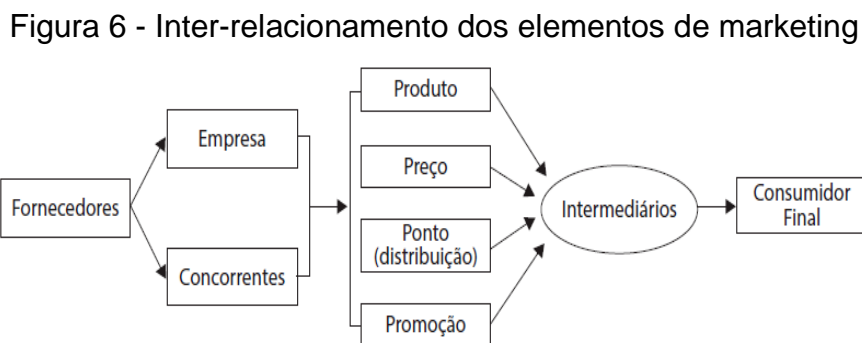 Figura 6 - Inter-relacionamento dos elementos de marketing
Produto
Empresa
Preço
Fornecedores
Intermediários
Consumidor
Final
Ponto
(distribuição)
Concorrentes
Promoção